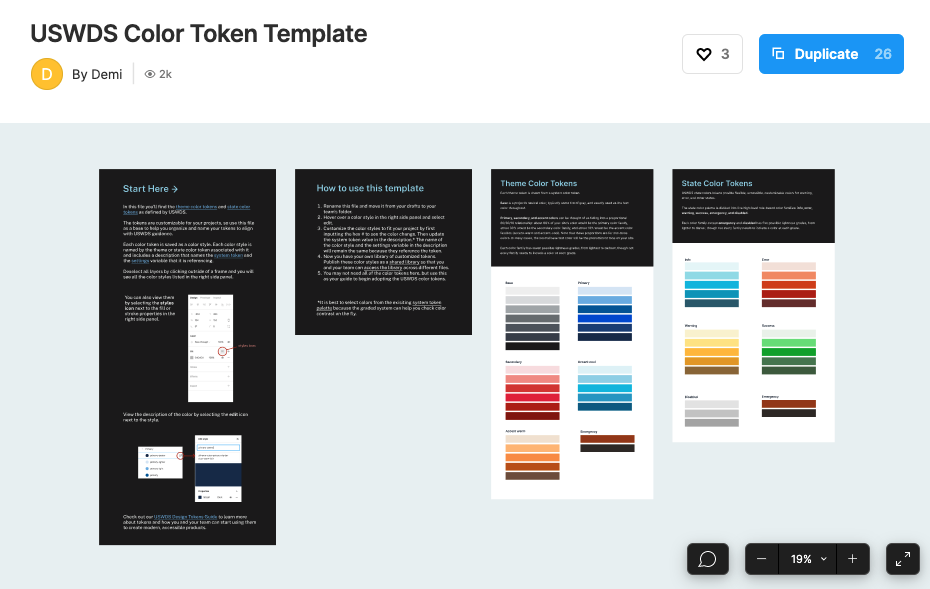 USWDS Color Token Template
D By Demi 2k
3
Duplicate 26
Start Here →
In this file you'll find the theme color tokens and state color
tokens as defined by USWDS.
The tokens are customizable for your projects, so use this file
as a base to help you organize and name your tokens to align
with USWDS guidance.
Each color token is saved as a color style. Each color style is
named by the theme or state color token associated with it
and includes a description that names the system token and
the settings variable that it is referencing.
Deselect all layers by clicking outside of a frame and you will
see all the color styles listed in the right side panel.
You can also view them
by selecting the styles
icon next to the fill or
stroke properties in the
right side panel.
View the description of the color by selecting the edit icon
next to the style.
Check out our USWDS Design Tokens Guide to learn more
about tokens and how you and your team can start using them
to create modern, accessible products.
How to use this template
1. Rename this file and move it from your drafts to your
team's folder.
2. Hover over a color style in the right side panel and select
edit.
3. Customize the color styles to fit your project by first
inputting the hex # to use the color change. Then update
the system token value in the description.* The name of
the color style and the settings variable in the description
will remain the same because they reference the token.
4. Now you have your own library of customized tokens.
Publish these color styles as a shared library so that you
and your team can access the library across different files.
5. You may not need all of the color tokens here, but use this
as your guide to begin adopting the USWDS color tokens.
*It is best to select colors from the existing system token
palette because the graded system can help you check color
contrast on the fly.
Theme Color Tokens
Base
Primary
Secondary
Accent cool
Accent warm
Emergency
State Color Tokens
Info
Error
Warning
Success
Disabled
Emergency
19%